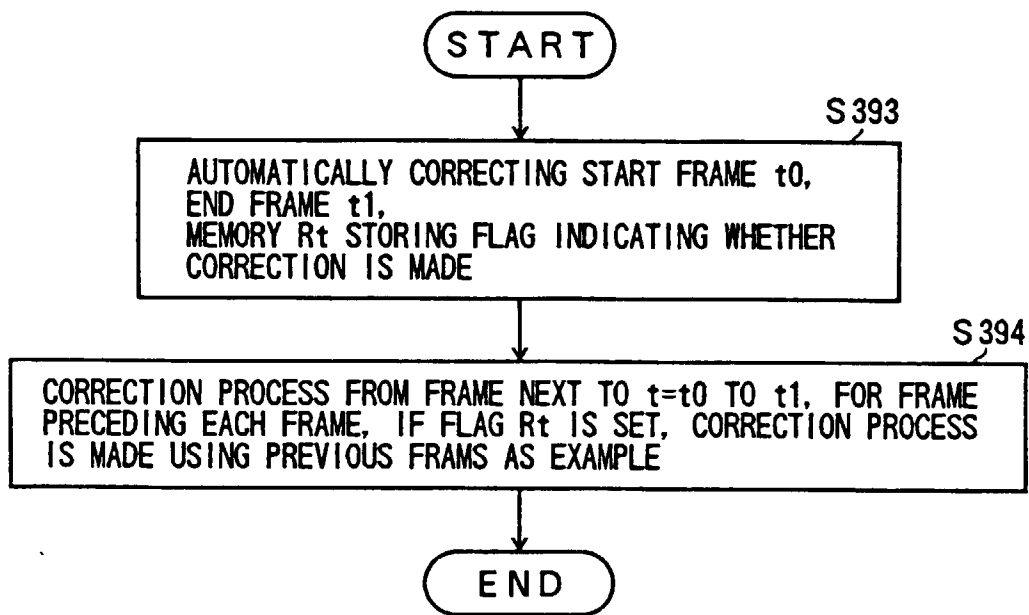 START
S393
AUTOMATICALLY CORRECTING START FRAME t0,
END FRAME t1,
MEMORY Rt STORING FLAG INDICATING WHETHER
CORRECTION IS MADE
S394
CORRECTION PROCESS FROM FRAME NEXT TO t=t0 TO t1, FOR FRAME
PRECEDING EACH FRAME, IF FLAG Rt IS SET, CORRECTION PROCESS
IS MADE USING PREVIOUS FRAMS AS EXAMPLE
END